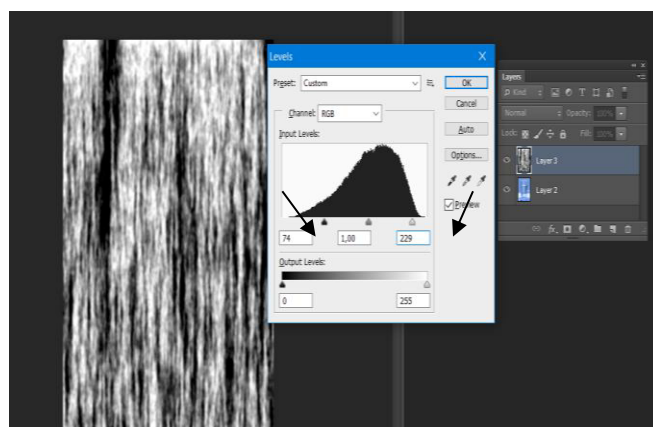 Levels
Preset: Custom
OK
Cancel
Auto
Options...
Preview
Channel: RGB
Input Levels:
74 1,00 229
Output Levels:
0 255
Layers
Kind
Normal Opacity: 100%
Lock: Fill: 100%
Layer 3
Layer 2
fx